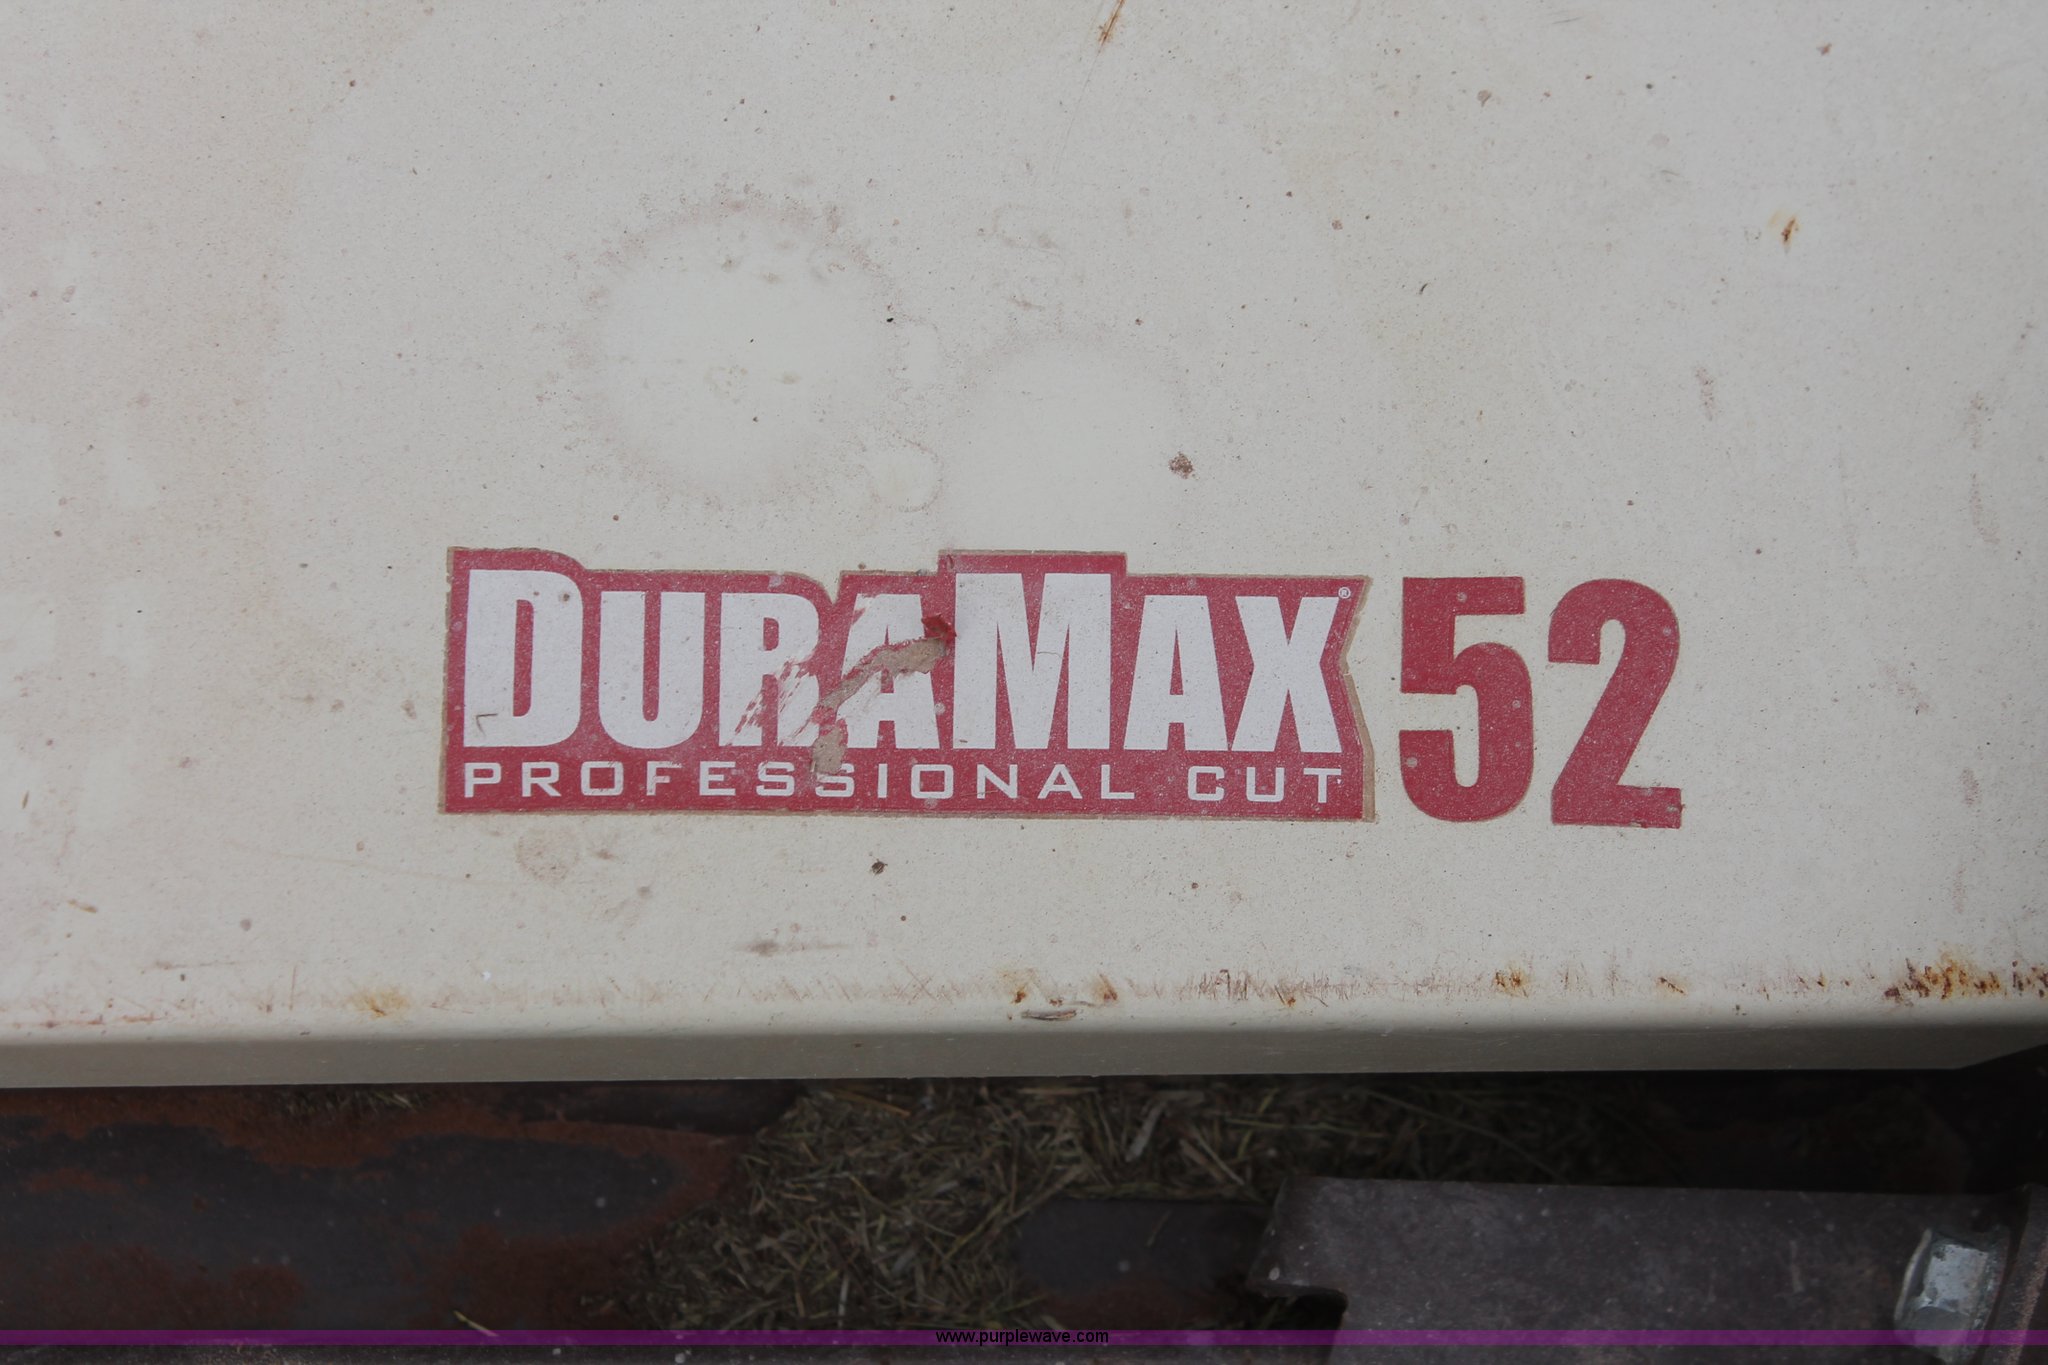 DURAMAX® 52
PROFESSIONAL CUT
www.purplewave.com